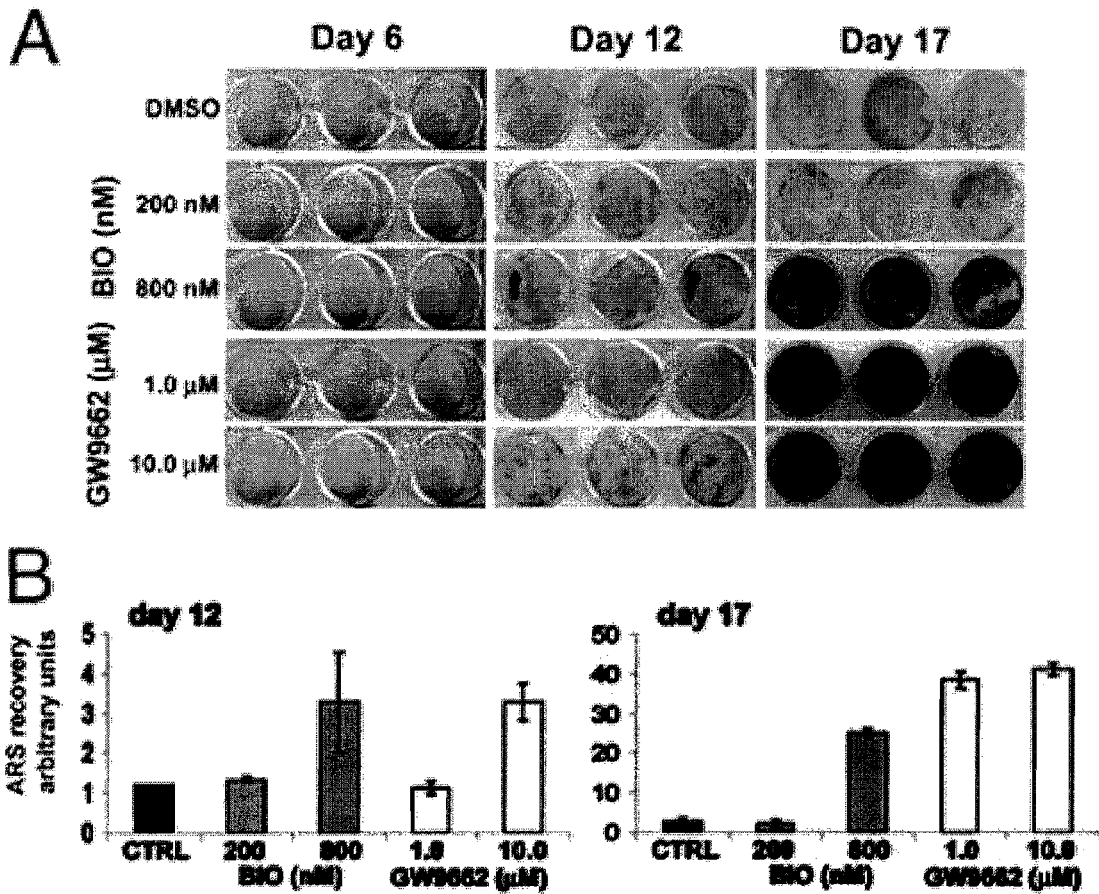 A
Day 6 Day 12 Day 17
DMSO
BIO (nM)
200 nM
800 nM
GW9662 (μM)
1.0 μM
10.0 μM
B
day 12
ARS recovery
arbitrary units
5
4
3
2
1
0
CTRL 200 800 1.0 10.0
BIO (nM) GW9662 (μM)
day 17
50
40
30
20
10
0
CTRL 200 800 1.0 10.0
BIO (nM) GW9662 (μM)